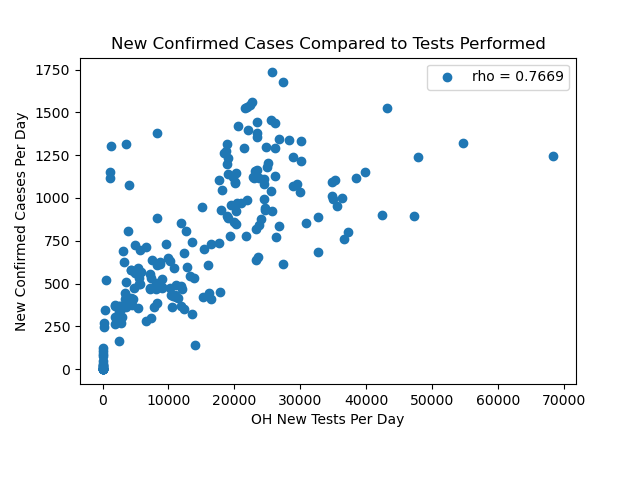 New Confirmed Cases Compared to Tests Performed
rho = 0.7669
1750
1500
1250
1000
750
500
250
0
New Confirmed Caeses Per Day
0 10000 20000 30000 40000 50000 60000 70000
OH New Tests Per Day